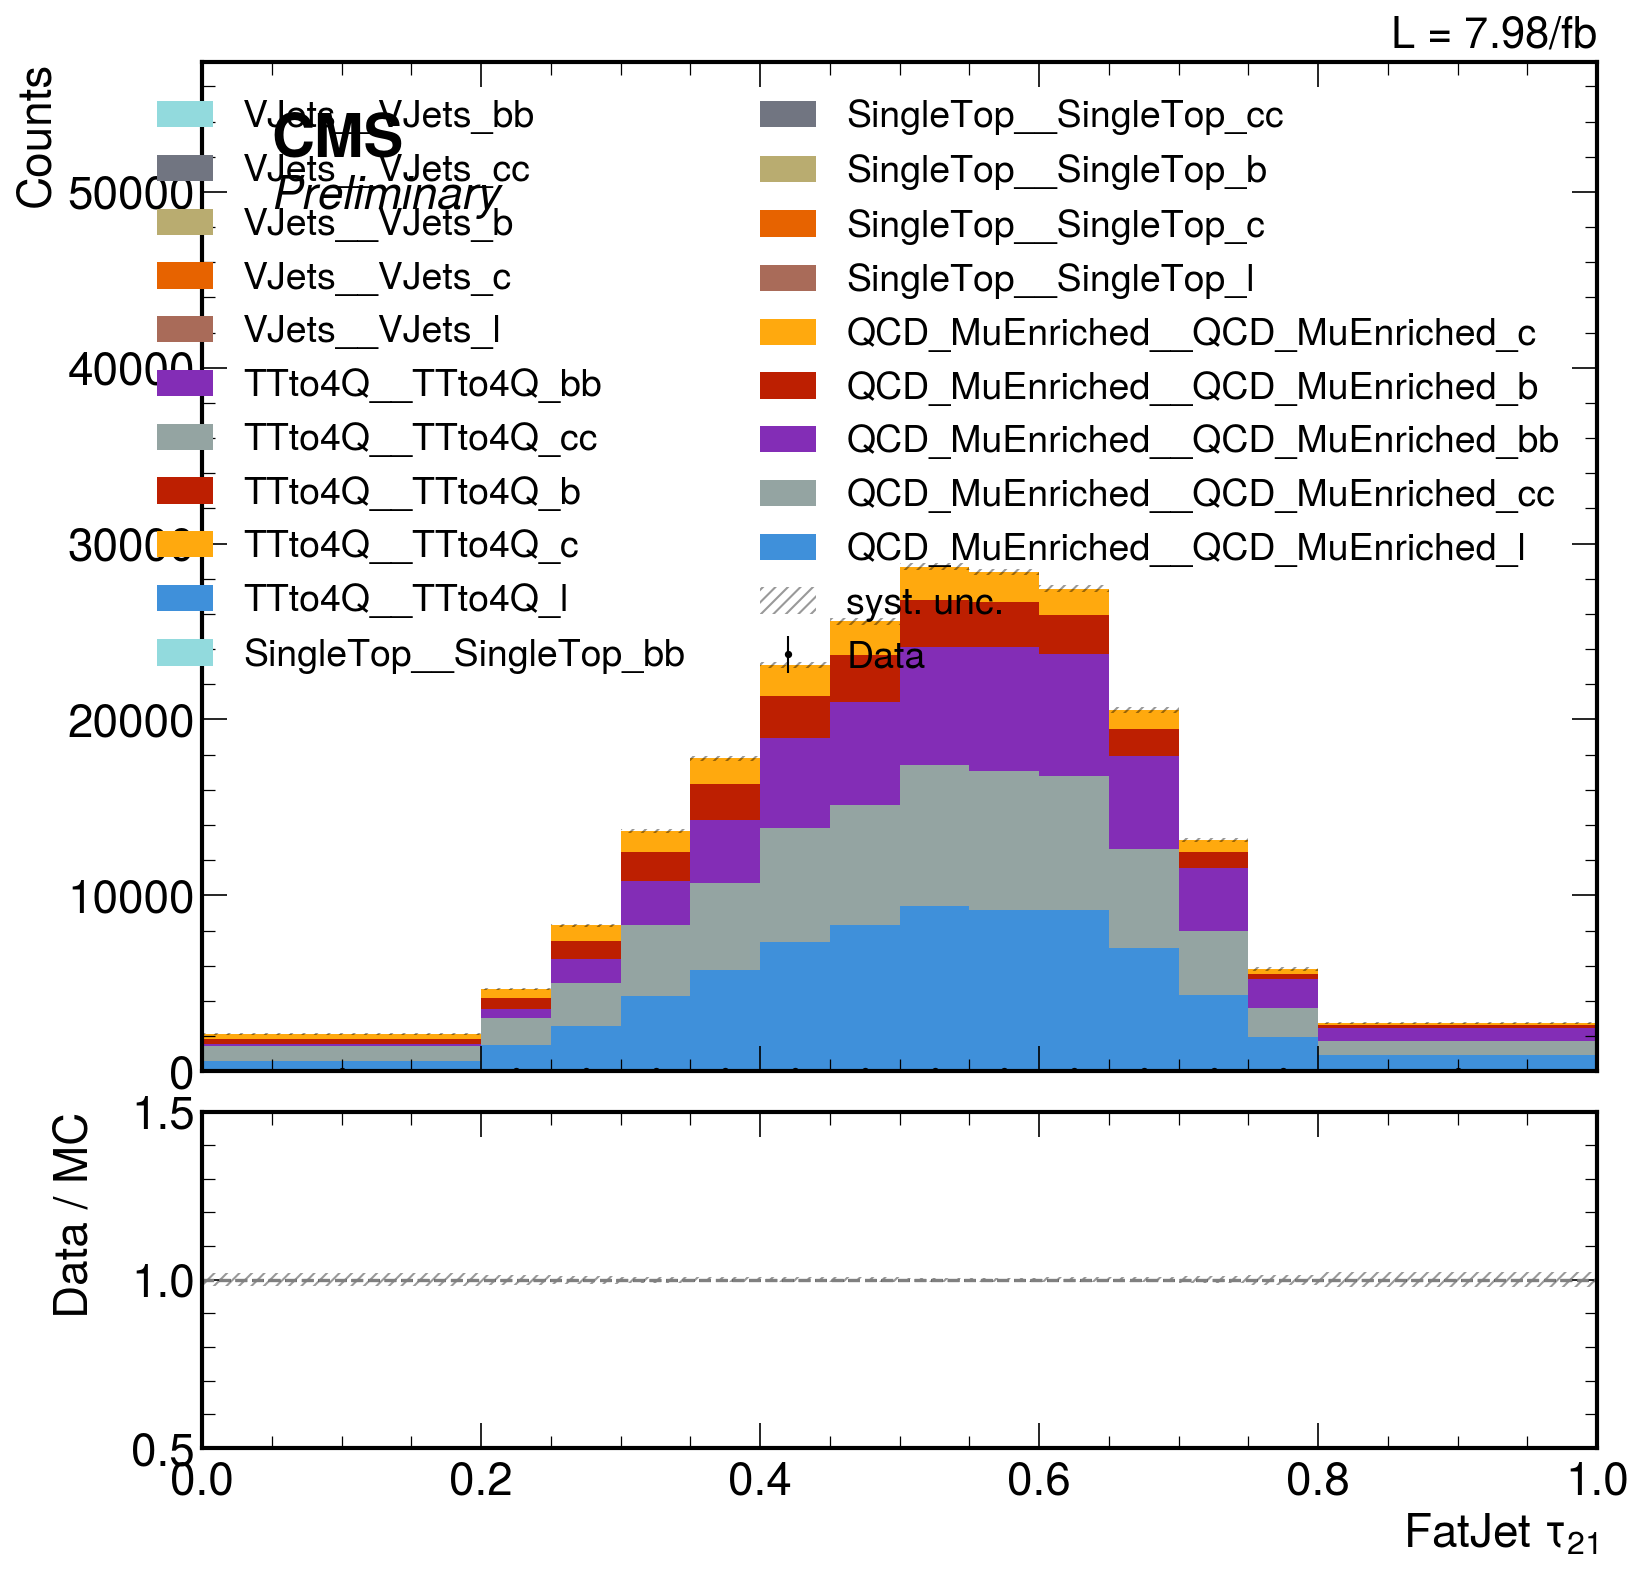 L = 7.98/fb
Counts
CMS
Preliminary
VJets__VJets_bb
VJets__VJets_cc
VJets__VJets_b
VJets__VJets_c
VJets__VJets_l
TTto4Q__TTto4Q_bb
TTto4Q__TTto4Q_cc
TTto4Q__TTto4Q_b
TTto4Q__TTto4Q_c
TTto4Q__TTto4Q_l
SingleTop__SingleTop_bb
SingleTop__SingleTop_cc
SingleTop__SingleTop_b
SingleTop__SingleTop_c
SingleTop__SingleTop_l
QCD_MuEnriched__QCD_MuEnriched_c
QCD_MuEnriched__QCD_MuEnriched_b
QCD_MuEnriched__QCD_MuEnriched_bb
QCD_MuEnriched__QCD_MuEnriched_cc
QCD_MuEnriched__QCD_MuEnriched_l
syst. unc.
Data
50000
40000
30000
20000
10000
0
Data / MC
1.5
1.0
0.5
0.0 0.2 0.4 0.6 0.8 1.0
FatJet τ21